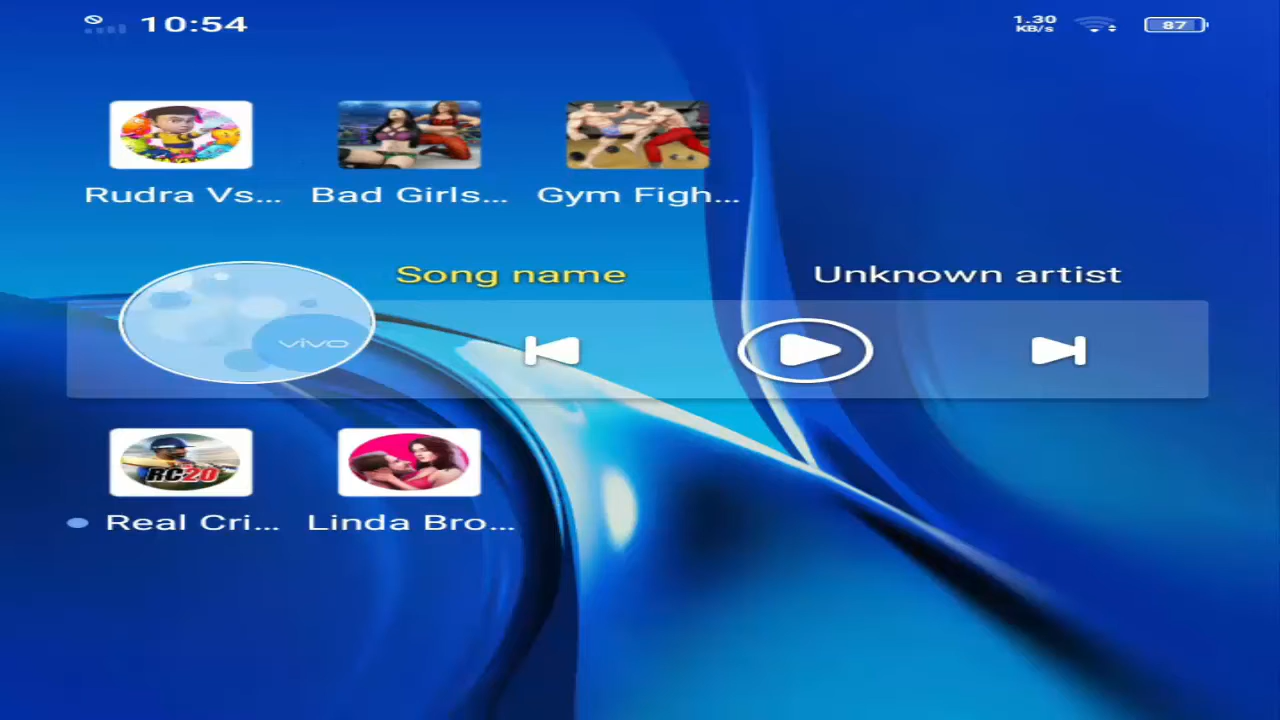 10:54
1.30
KB/s
87
Rudra Vs... Bad Girls... Gym Figh...
Song name Unknown artist
vivo
RC20
Real Cri... Linda Bro...